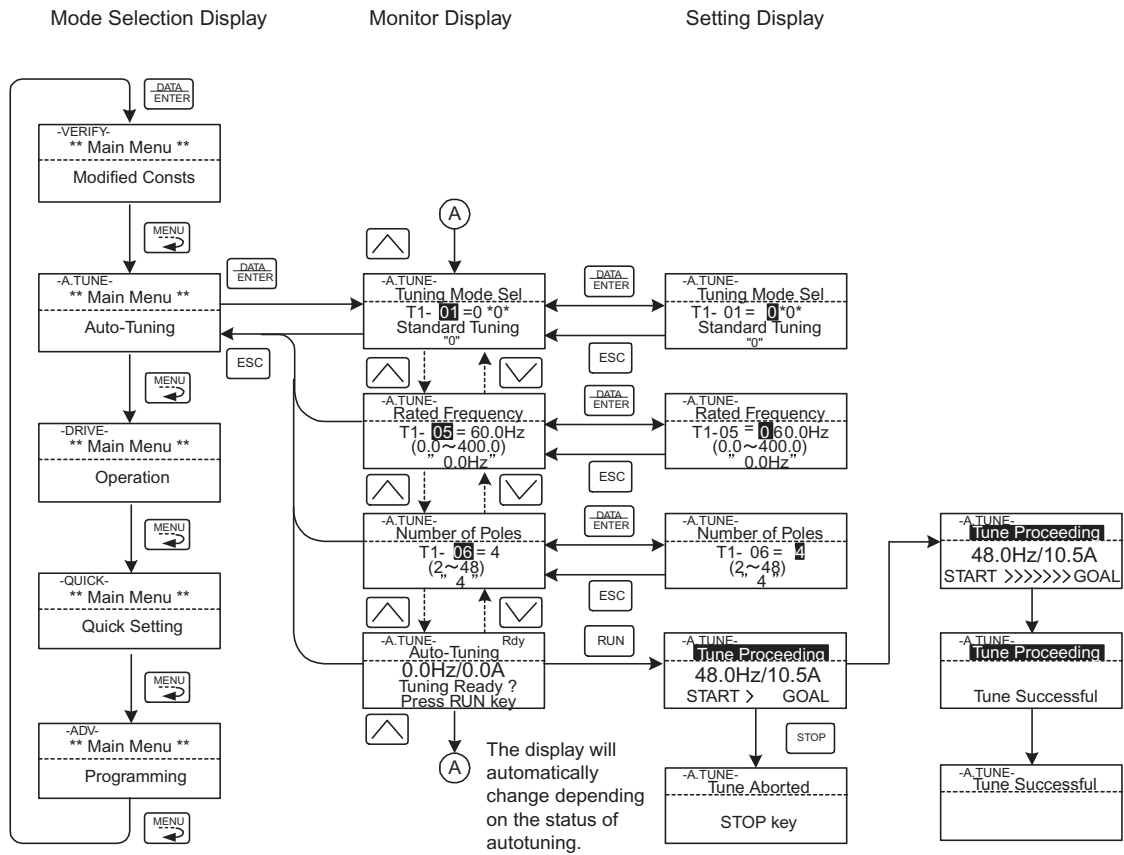 Mode Selection Display
Monitor Display
Setting Display
DATA
ENTER
-VERIFY-
** Main Menu **
Modified Consts
MENU
-A.TUNE-
** Main Menu **
Auto-Tuning
DATA
ENTER
ESC
MENU
-DRIVE-
** Main Menu **
Operation
MENU
-QUICK-
** Main Menu **
Quick Setting
MENU
-ADV-
** Main Menu **
Programming
MENU
A
-A.TUNE-
Tuning Mode Sel
T1- 01 =0 *0*
Standard Tuning
"0"
DATA
ENTER
ESC
-A.TUNE-
Tuning Mode Sel
T1- 01 = 0 *0*
Standard Tuning
"0"
-A.TUNE-
Rated Frequency
T1- 05 = 60.0Hz
(0.0~400.0)
" 0.0Hz”
DATA
ENTER
ESC
-A.TUNE-
Rated Frequency
T1-05 = 060.0Hz
(0.0~400.0)
" 0.0Hz”
-A.TUNE-
Number of Poles
T1- 06 = 4
(2~48)
" 4 ”
DATA
ENTER
ESC
-A.TUNE-
Number of Poles
T1- 06 = 4
(2~48)
" 4 ”
-A.TUNE- Rdy
Auto-Tuning
0.0Hz/0.0A
Tuning Ready ?
Press RUN key
A
RUN
-A.TUNE-
Tune Proceeding
48.0Hz/10.5A
START > GOAL
STOP
-A.TUNE-
Tune Aborted
STOP key
The display will
automatically
change depending
on the status of
autotuning.
-A.TUNE-
Tune Proceeding
48.0Hz/10.5A
START >>>>>>> GOAL
-A.TUNE-
Tune Proceeding
Tune Successful
-A.TUNE-
Tune Successful